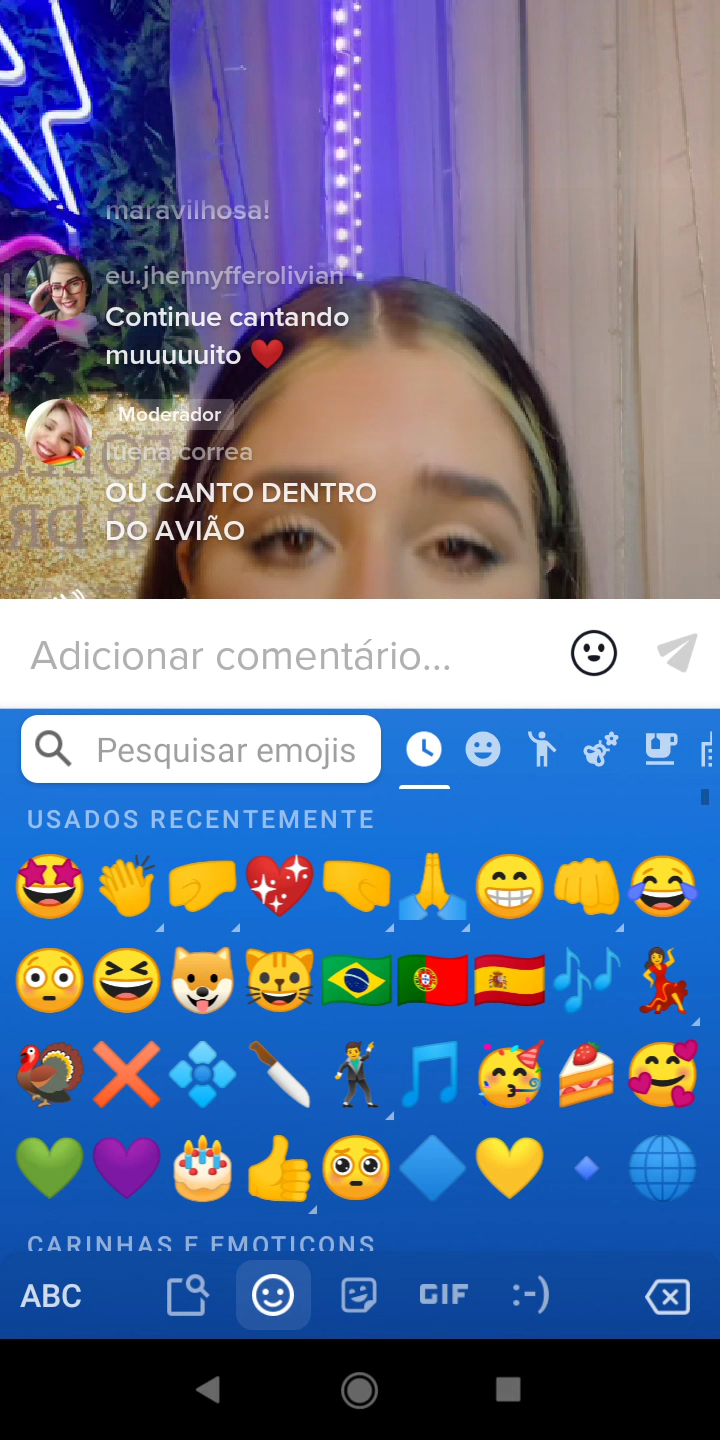 maravilhosa!
eu.jhennyfferolivian
Continue cantando
muuuuuito ❤️
Moderador
luena.correa
OU CANTO DENTRO
DO AVIÃO
Adicionar comentário...
Pesquisar emojis
USADOS RECENTEMENTE
CARINHAS E EMOTICONS
ABC
GIF
:-)